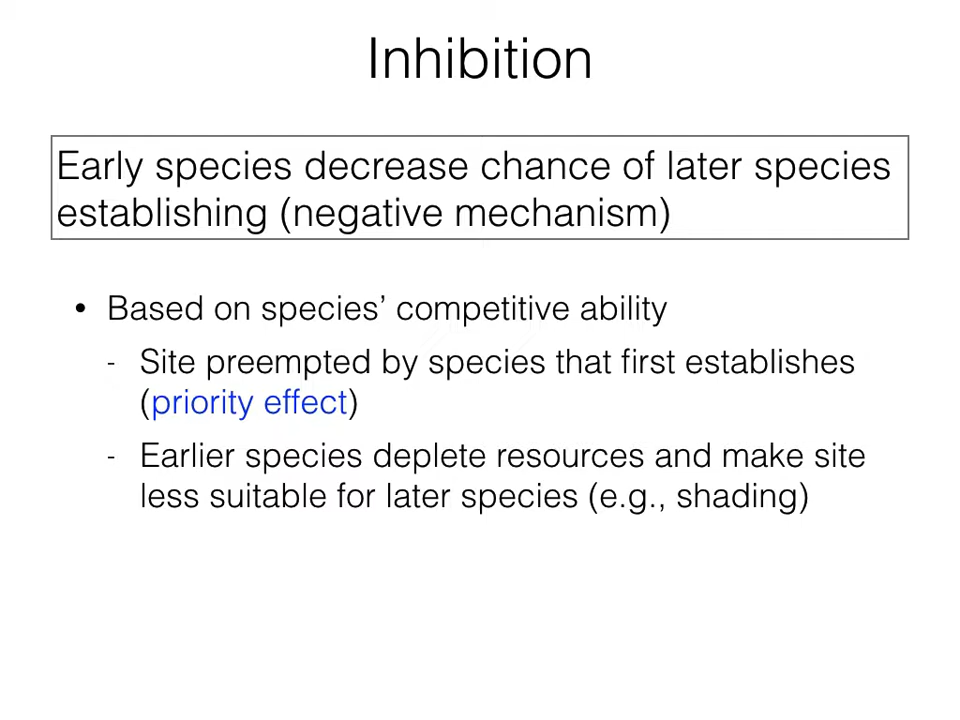 Inhibition
Early species decrease chance of later species
establishing (negative mechanism)
• Based on species’ competitive ability
- Site preempted by species that first establishes
(priority effect)
- Earlier species deplete resources and make site
less suitable for later species (e.g., shading)